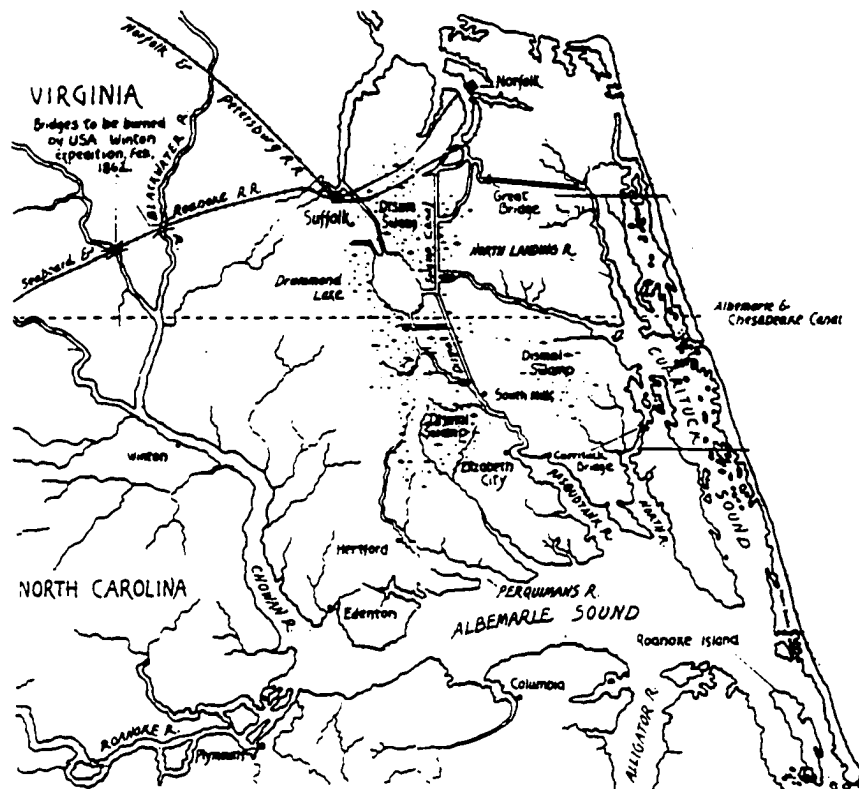 Norfolk &
Petersburg R.R.
Norfolk
VIRGINIA
Bridges to be burned
by USA Winton
expedition, Feb.
1862.
BLACKWATER R.
Seaboard &
Roanoke R.R.
Suffolk
Dismal
Swamp
Canal
Great
Bridge
NORTH LANDING R.
Drummond
Lake
Albemarle &
Chesapeake Canal
Dismal
Swamp
CURRITUCK
SOUND
South Mills
Dismal
Swamp
Winton
Elizabeth
City
Bridge
PASQUOTANK R.
NORTH R.
Hertford
NORTH CAROLINA
CHOWAN R.
PERQUIMANS R.
Edenton
ALBEMARLE SOUND
Roanoke Island
Columbia
ALLIGATOR R.
ROANOKE R.
Plymouth